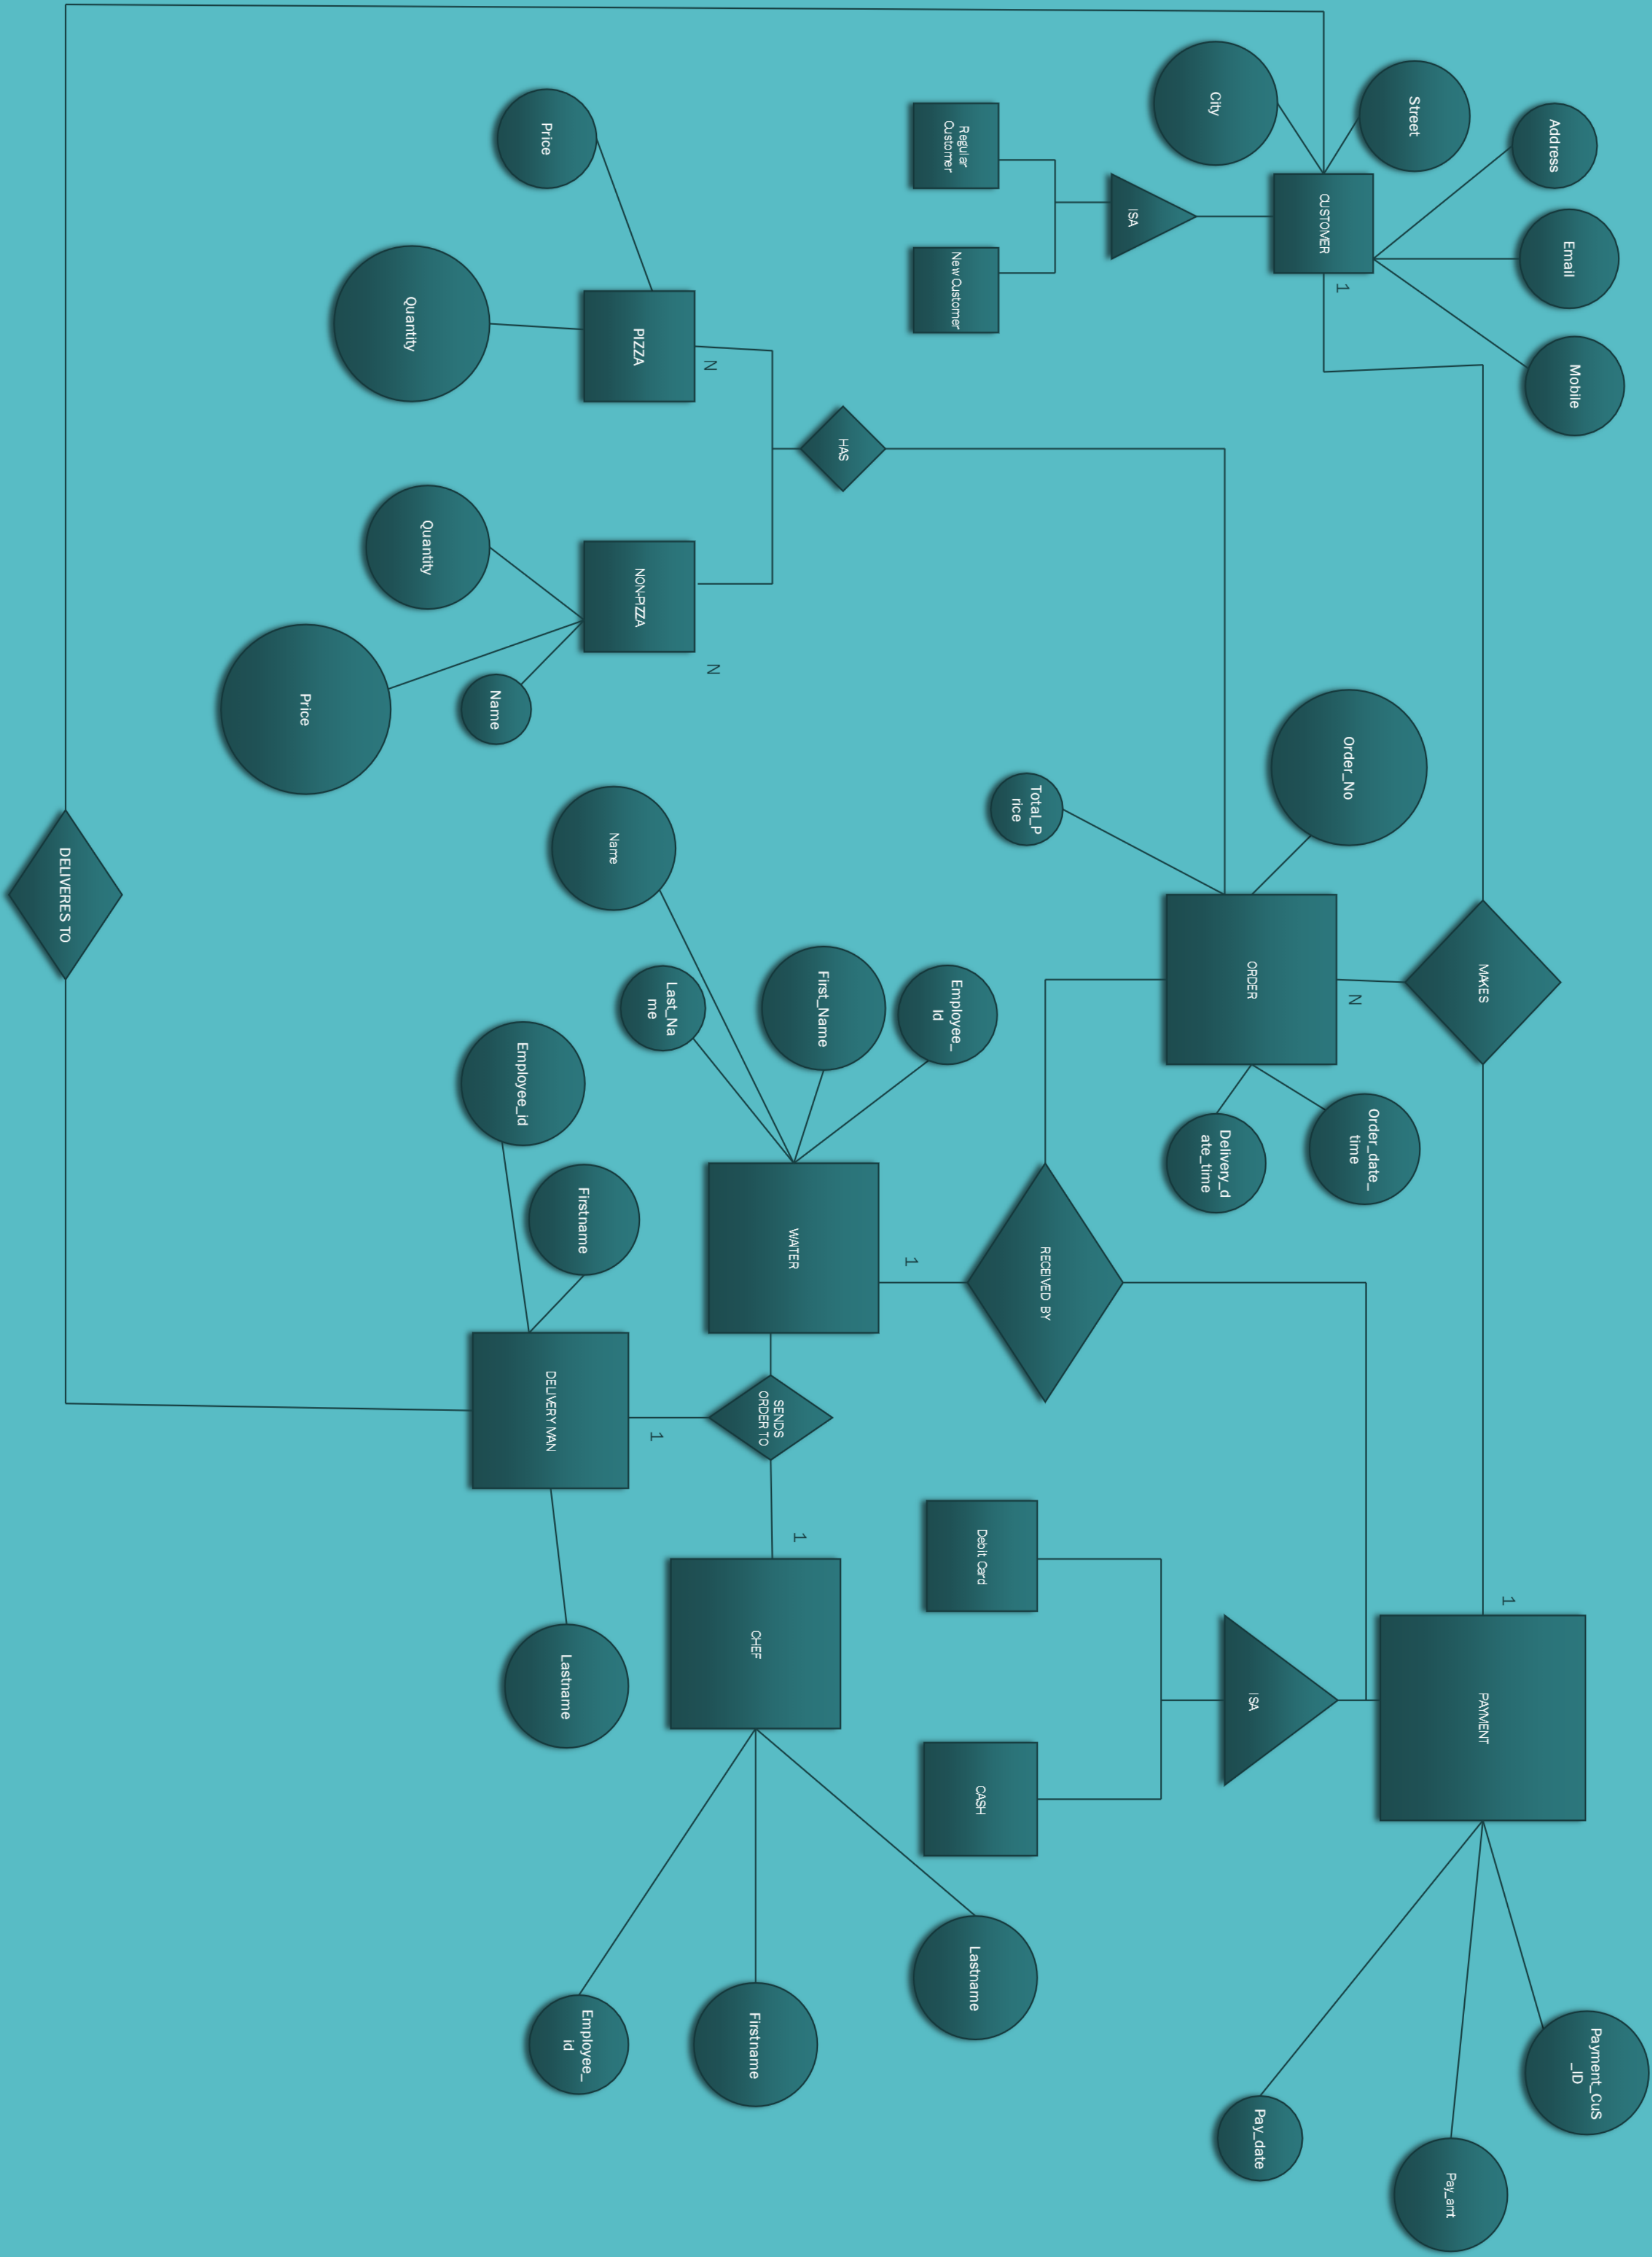 Address
Email
Mobile
Street
City
CUSTOMER
1
ISA
Regular
Customer
New Customer
MAKES
N
1
PAYMENT
Payment_CuS
_ID
Pay_amt
Pay_date
Order_No
Total_P
rice
ORDER
Order_date_
time
Delivery_d
ate_time
ISA
Debit Card
CASH
HAS
RECEIVED BY
1
N
N
PIZZA
Price
Quantity
NON-PIZZA
Quantity
Price
Name
Employee_
Id
First_Name
Last_Na
me
Name
WATER
SENDS
ORDER TO
1
1
CHEF
Lastname
Firstname
Employee_
id
Employee_id
Firstname
DELIVERY MAN
Lastname
DELIVERES TO